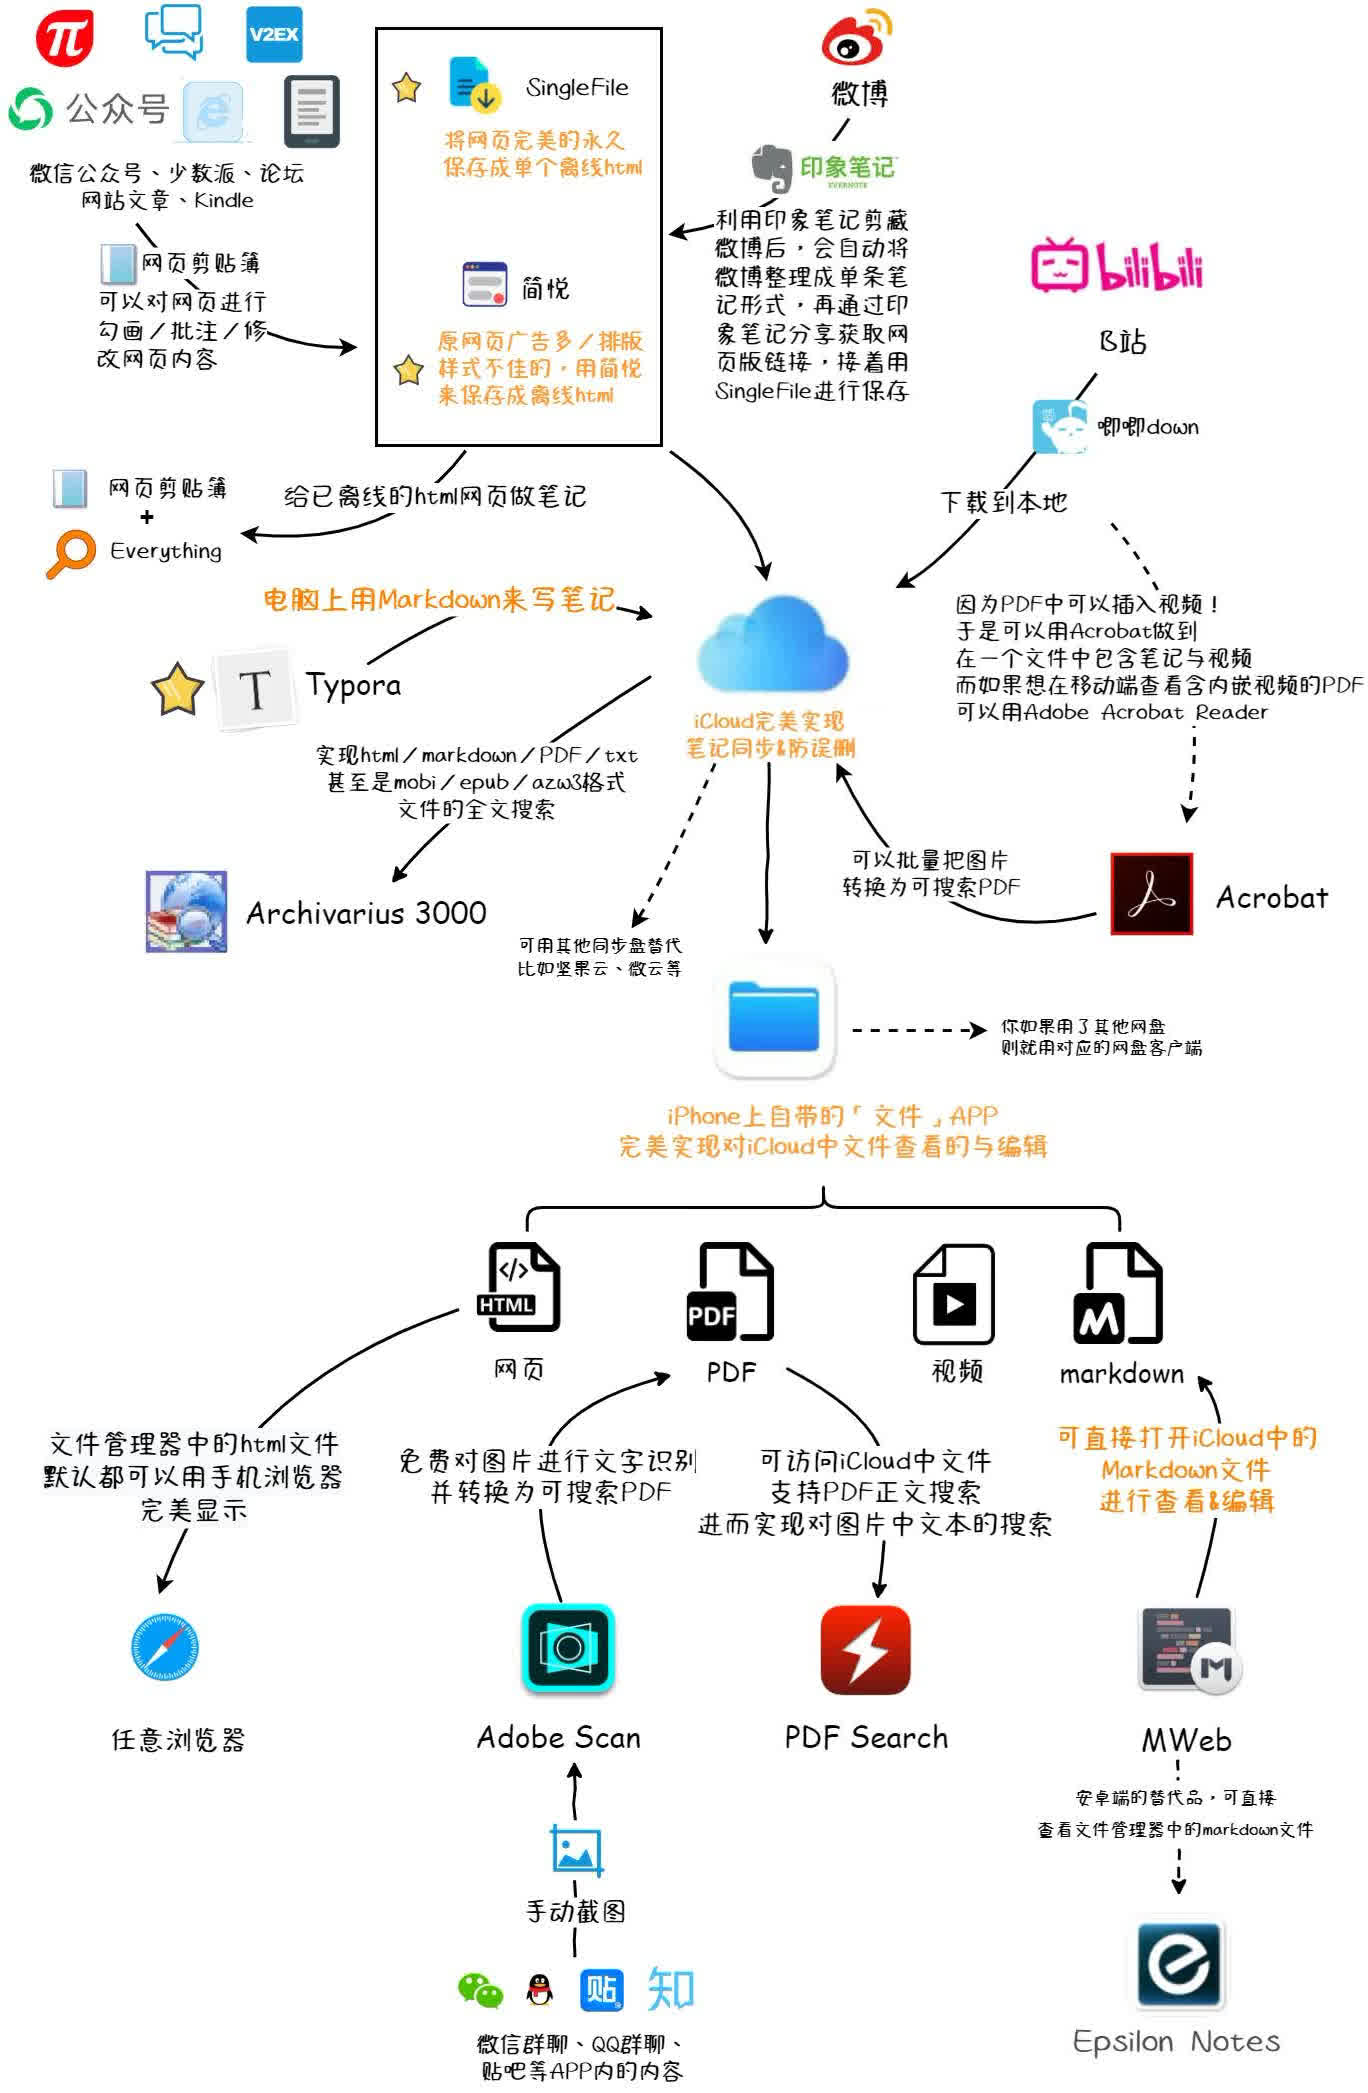 V2EX
公众号
微信公众号、少数派、论坛
网站文章、Kindle
网页剪贴簿
可以对网页进行
勾画／批注／修
改网页内容
SingleFile
将网页完美的永久
保存成单个离线html
简悦
原网页广告多／排版
样式不佳的，用简悦
来保存成离线html
微博
印象笔记
EVERNOTE
利用印象笔记剪藏
微博后，会自动将
微博整理成单条笔
记形式，再通过印
象笔记分享获取网
页版链接，接着用
SingleFile进行保存
bilibili
B站
唧唧down
下载到本地
网页剪贴簿
+
Everything
给已离线的html网页做笔记
电脑上用Markdown来写笔记
T
Typora
iCloud完美实现
笔记同步&防误删
因为PDF中可以插入视频！
于是可以用Acrobat做到
在一个文件中包含笔记与视频
而如果想在移动端查看含内嵌视频的PDF
可以用Adobe Acrobat Reader
实现html／markdown／PDF／txt
甚至是mobi／epub／azw3格式
文件的全文搜索
Archivarius 3000
可以批量把图片
转换为可搜索PDF
Acrobat
可用其他同步盘替代
比如坚果云、微云等
你如果用了其他网盘
则就用对应的网盘客户端
iPhone上自带的「文件」APP
完美实现对iCloud中文件查看的与编辑
</>
HTML
网页
PDF
PDF
视频
M
markdown
文件管理器中的html文件
默认都可以用手机浏览器
完美显示
免费对图片进行文字识别
并转换为可搜索PDF
可访问iCloud中文件
支持PDF正文搜索
进而实现对图片中文本的搜索
可直接打开iCloud中的
Markdown文件
进行查看&编辑
任意浏览器
Adobe Scan
PDF Search
M
MWeb
安卓端的替代品，可直接
查看文件管理器中的markdown文件
手动截图
贴
知
微信群聊、QQ群聊、
贴吧等APP内的内容
e
Epsilon Notes